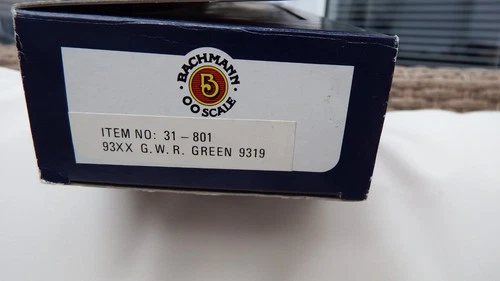 BACHMANN
B
OO SCALE
ITEM NO: 31-801
93XX G.W.R. GREEN 9319